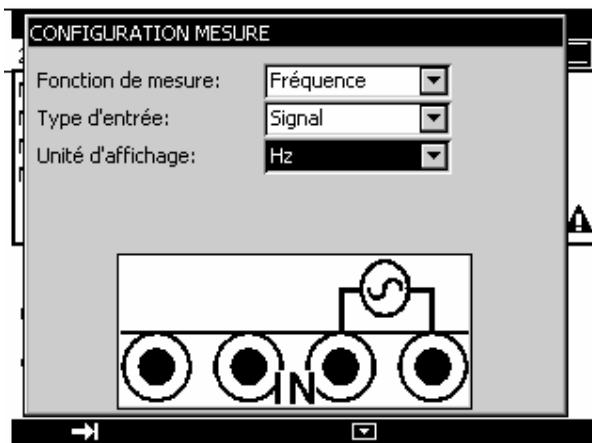 CONFIGURATION MESURE
Fonction de mesure: Fréquence
Type d'entrée: Signal
Unité d'affichage: Hz
IN